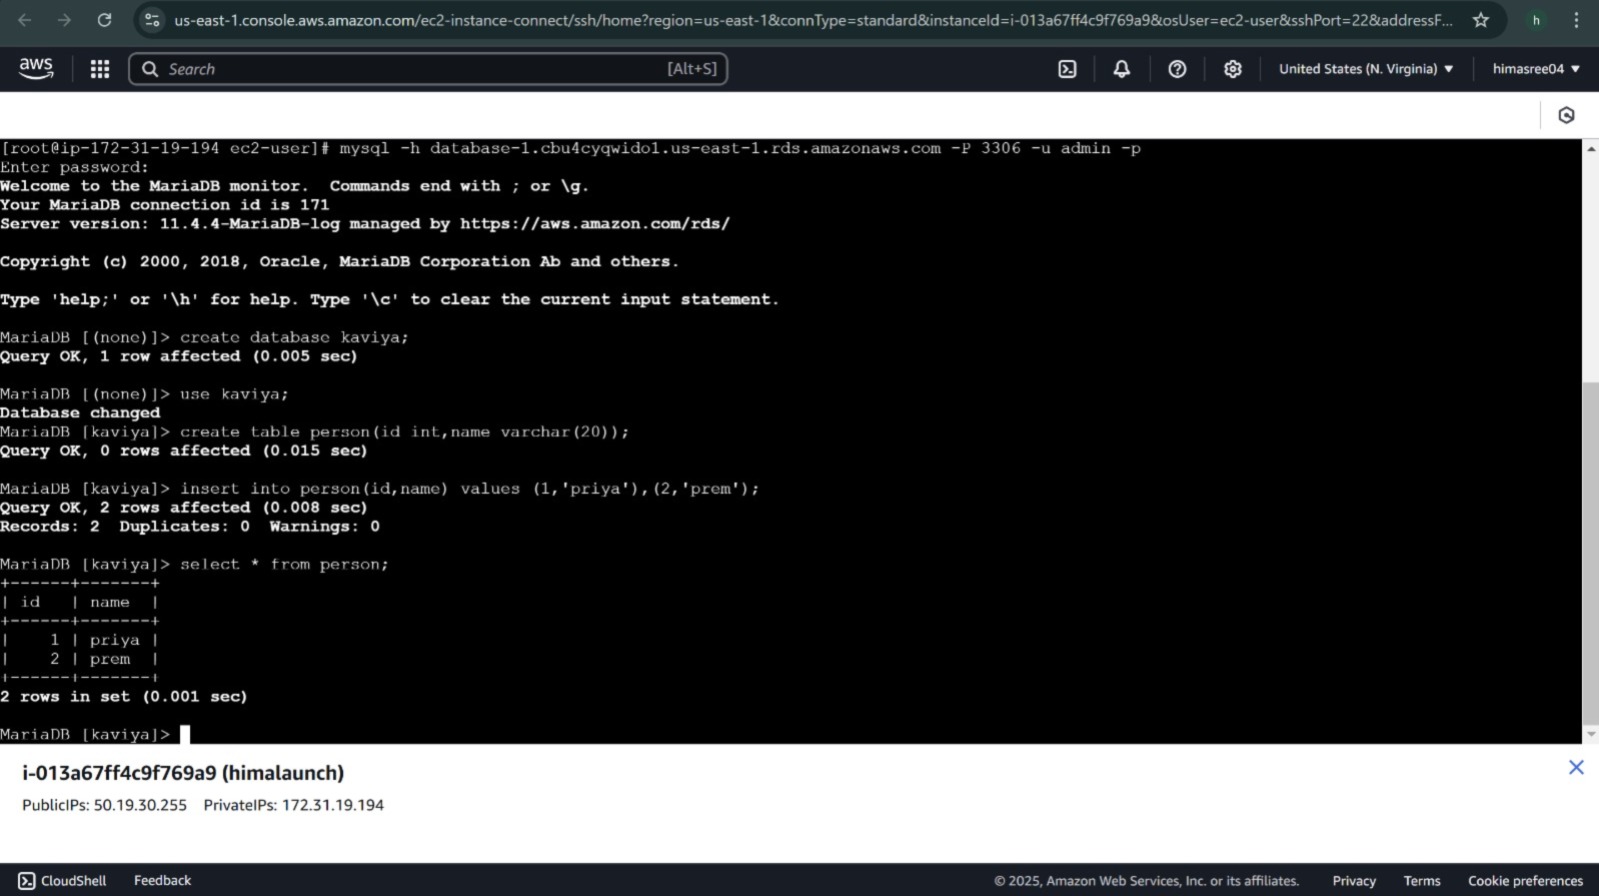 us-east-1.console.aws.amazon.com/ec2-instance-connect/ssh/home?region=us-east-1&connType=standard&instanceId=i-013a67ff4c9f769a9&osUser=ec2-user&sshPort=22&addressF...
h
aws
Search
[Alt+S]
United States (N. Virginia)
himasree04
[root@ip-172-31-19-194 ec2-user]# mysql -h database-1.cbu4cyqwido1.us-east-1.rds.amazonaws.com -P 3306 -u admin -p
Enter password:
Welcome to the MariaDB monitor.  Commands end with ; or \g.
Your MariaDB connection id is 171
Server version: 11.4.4-MariaDB-log managed by https://aws.amazon.com/rds/
Copyright (c) 2000, 2018, Oracle, MariaDB Corporation Ab and others.
Type 'help;' or '\h' for help. Type '\c' to clear the current input statement.
MariaDB [(none)]> create database kaviya;
Query OK, 1 row affected (0.005 sec)
MariaDB [(none)]> use kaviya;
Database changed
MariaDB [kaviya]> create table person(id int,name varchar(20));
Query OK, 0 rows affected (0.015 sec)
MariaDB [kaviya]> insert into person(id,name) values (1,'priya'),(2,'prem');
Query OK, 2 rows affected (0.008 sec)
Records: 2  Duplicates: 0  Warnings: 0
MariaDB [kaviya]> select * from person;
+------+-------+
| id   | name  |
+------+-------+
|    1 | priya |
|    2 | prem  |
+------+-------+
2 rows in set (0.001 sec)
MariaDB [kaviya]>
i-013a67ff4c9f769a9 (himalaunch)
PublicIPs: 50.19.30.255 PrivateIPs: 172.31.19.194
CloudShell
Feedback
© 2025, Amazon Web Services, Inc. or its affiliates.
Privacy
Terms
Cookie preferences